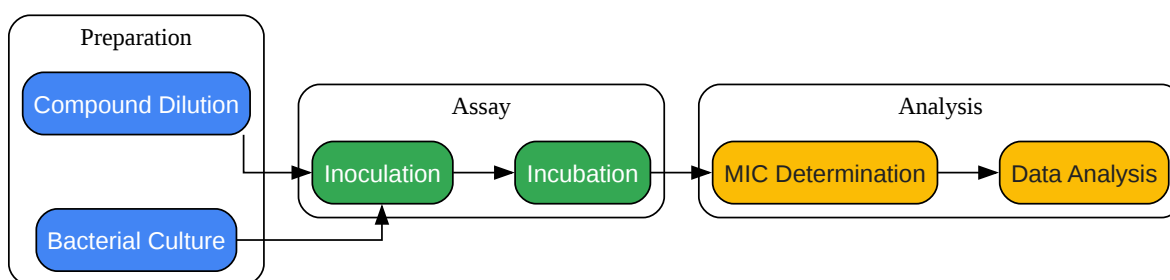 Preparation
Compound Dilution
Bacterial Culture
Assay
Inoculation
Incubation
Analysis
MIC Determination
Data Analysis